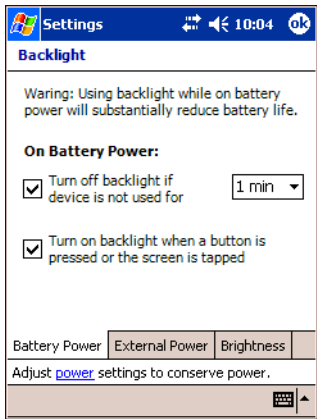 Settings 10:04 ok
Backlight
Waring: Using backlight while on battery
power will substantially reduce battery life.
On Battery Power:
Turn off backlight if
device is not used for
1 min
Turn on backlight when a button is
pressed or the screen is tapped
Battery Power External Power Brightness
Adjust power settings to conserve power.